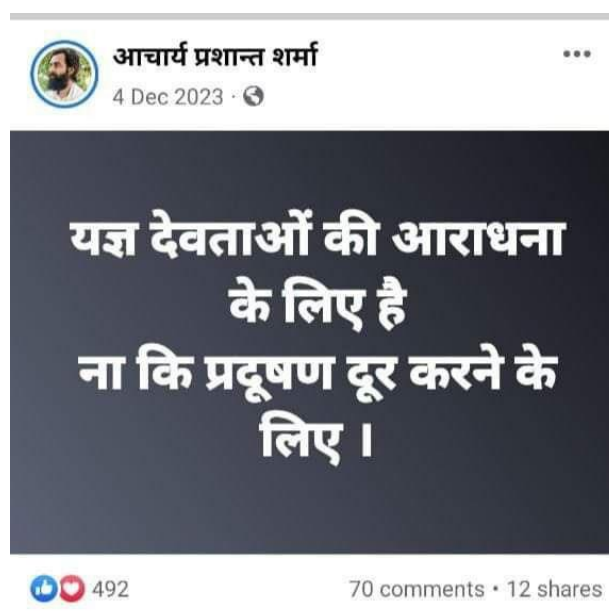 आचार्य प्रशान्त शर्मा
4 Dec 2023 ·
यज्ञ देवताओं की आराधना
के लिए है
ना कि प्रदूषण दूर करने के
लिए ।
492
70 comments • 12 shares